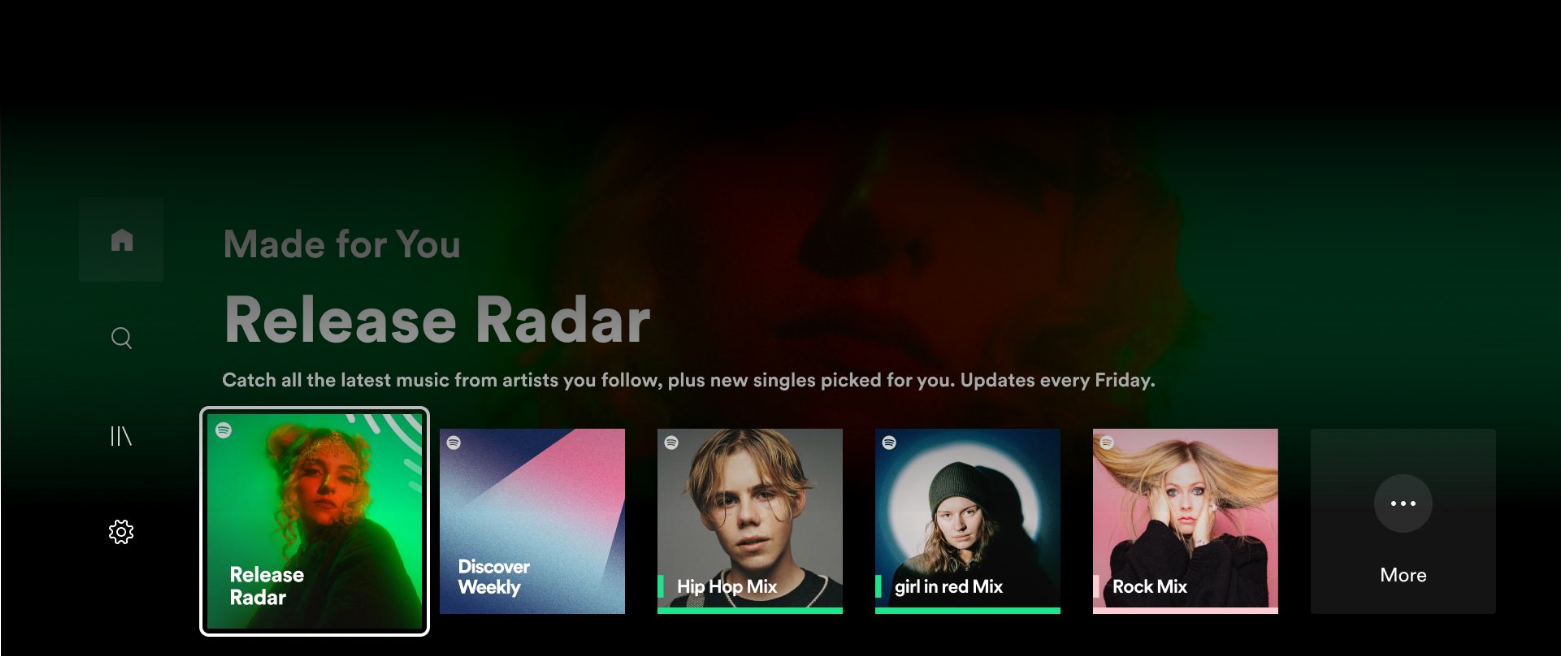 Made for You
Release Radar
Catch all the latest music from artists you follow, plus new singles picked for you. Updates every Friday.
Release
Radar
Discover
Weekly
Hip Hop Mix
girl in red Mix
Rock Mix
More